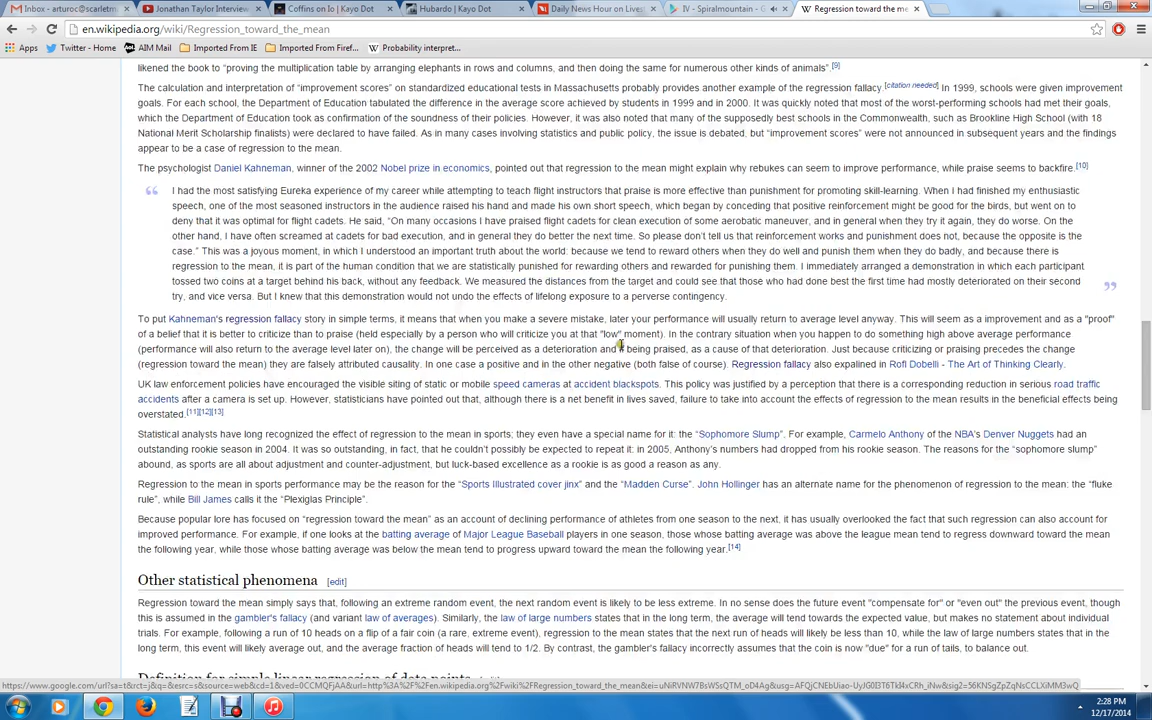 Inbox - arturoc@scarletm
Jonathan Taylor Interview
Coffins on Io | Kayo Dot
Hubardo | Kayo Dot
Daily News Hour on Lives
IV - Spiralmountain - G
Regression toward the me
en.wikipedia.org/wiki/Regression_toward_the_mean
Apps Twitter - Home AIM Mail Imported From IE Imported From Firef... Probability interpret...
likened the book to "proving the multiplication table by arranging elephants in rows and columns, and then doing the same for numerous other kinds of animals". [9]
The calculation and interpretation of "improvement scores" on standardized educational tests in Massachusetts probably provides another example of the regression fallacy.[citation needed] In 1999, schools were given improvement
goals. For each school, the Department of Education tabulated the difference in the average score achieved by students in 1999 and in 2000. It was quickly noted that most of the worst-performing schools had met their goals,
which the Department of Education took as confirmation of the soundness of their policies. However, it was also noted that many of the supposedly best schools in the Commonwealth, such as Brookline High School (with 18
National Merit Scholarship finalists) were declared to have failed. As in many cases involving statistics and public policy, the issue is debated, but "improvement scores" were not announced in subsequent years and the findings
appear to be a case of regression to the mean.
The psychologist Daniel Kahneman, winner of the 2002 Nobel prize in economics, pointed out that regression to the mean might explain why rebukes can seem to improve performance, while praise seems to backfire.[10]
“ I had the most satisfying Eureka experience of my career while attempting to teach flight instructors that praise is more effective than punishment for promoting skill-learning. When I had finished my enthusiastic
speech, one of the most seasoned instructors in the audience raised his hand and made his own short speech, which began by conceding that positive reinforcement might be good for the birds, but went on to
deny that it was optimal for flight cadets. He said, "On many occasions I have praised flight cadets for clean execution of some aerobatic maneuver, and in general when they try it again, they do worse. On the
other hand, I have often screamed at cadets for bad execution, and in general they do better the next time. So please don't tell us that reinforcement works and punishment does not, because the opposite is the
case." This was a joyous moment, in which I understood an important truth about the world: because we tend to reward others when they do well and punish them when they do badly, and because there is
regression to the mean, it is part of the human condition that we are statistically punished for rewarding others and rewarded for punishing them. I immediately arranged a demonstration in which each participant
tossed two coins at a target behind his back, without any feedback. We measured the distances from the target and could see that those who had done best the first time had mostly deteriorated on their second
try, and vice versa. But I knew that this demonstration would not undo the effects of lifelong exposure to a perverse contingency. ”
To put Kahneman's regression fallacy story in simple terms, it means that when you make a severe mistake, later your performance will usually return to average level anyway. This will seem as a improvement and as a "proof"
of a belief that it is better to criticize than to praise (held especially by a person who will criticize you at that "low" moment). In the contrary situation when you happen to do something high above average performance
(performance will also return to the average level later on), the change will be perceived as a deterioration and a being praised, as a cause of that deterioration. Just because criticizing or praising precedes the change
(regression toward the mean) they are falsely attributed causality. In one case a positive and in the other negative (both false of course). Regression fallacy also expalined in Rofi Dobelli - The Art of Thinking Clearly.
UK law enforcement policies have encouraged the visible siting of static or mobile speed cameras at accident blackspots. This policy was justified by a perception that there is a corresponding reduction in serious road traffic
accidents after a camera is set up. However, statisticians have pointed out that, although there is a net benefit in lives saved, failure to take into account the effects of regression to the mean results in the beneficial effects being
overstated.[11][12][13]
Statistical analysts have long recognized the effect of regression to the mean in sports; they even have a special name for it: the "Sophomore Slump". For example, Carmelo Anthony of the NBA's Denver Nuggets had an
outstanding rookie season in 2004. It was so outstanding, in fact, that he couldn't possibly be expected to repeat it: in 2005, Anthony's numbers had dropped from his rookie season. The reasons for the "sophomore slump"
abound, as sports are all about adjustment and counter-adjustment, but luck-based excellence as a rookie is as good a reason as any.
Regression to the mean in sports performance may be the reason for the "Sports Illustrated cover jinx" and the "Madden Curse". John Hollinger has an alternate name for the phenomenon of regression to the mean: the "fluke
rule", while Bill James calls it the "Plexiglas Principle".
Because popular lore has focused on "regression toward the mean" as an account of declining performance of athletes from one season to the next, it has usually overlooked the fact that such regression can also account for
improved performance. For example, if one looks at the batting average of Major League Baseball players in one season, those whose batting average was above the league mean tend to regress downward toward the mean
the following year, while those whose batting average was below the mean tend to progress upward toward the mean the following year.[14]
Other statistical phenomena [edit]
Regression toward the mean simply says that, following an extreme random event, the next random event is likely to be less extreme. In no sense does the future event "compensate for" or "even out" the previous event, though
this is assumed in the gambler's fallacy (and variant law of averages). Similarly, the law of large numbers states that in the long term, the average will tend towards the expected value, but makes no statement about individual
trials. For example, following a run of 10 heads on a flip of a fair coin (a rare, extreme event), regression to the mean states that the next run of heads will likely be less than 10, while the law of large numbers states that in the
long term, this event will likely average out, and the average fraction of heads will tend to 1/2. By contrast, the gambler's fallacy incorrectly assumes that the coin is now "due" for a run of tails, to balance out.
Definition for simple linear regression of data points
2:28 PM
12/17/2014